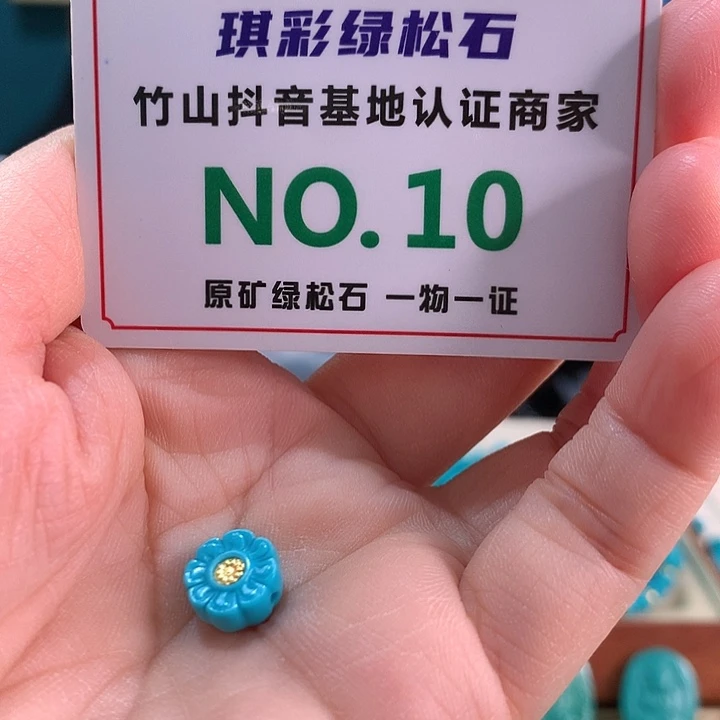 琪彩绿松石
竹山抖音基地认证商家
NO.10
原矿绿松石 一物一证